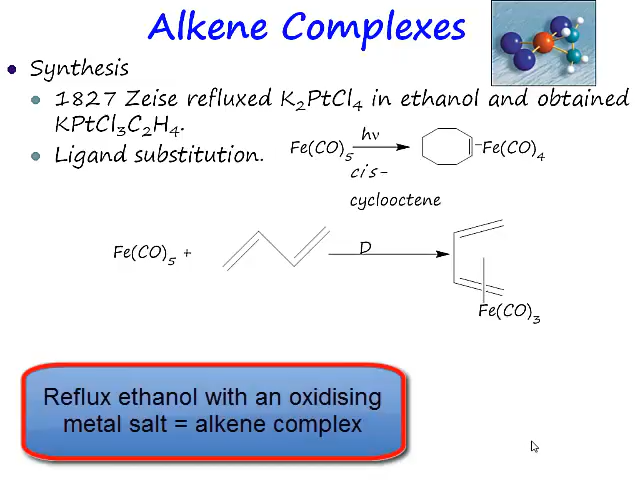 Alkene Complexes
Synthesis
1827 Zeise refluxed K₂PtCl₄ in ethanol and obtained
KPtCl₃C₂H₄.
Ligand substitution.
Fe(CO)₅
hν
cis-
cyclooctene
Fe(CO)₄
Fe(CO)₅ +
D
Fe(CO)₃
Reflux ethanol with an oxidising
metal salt = alkene complex